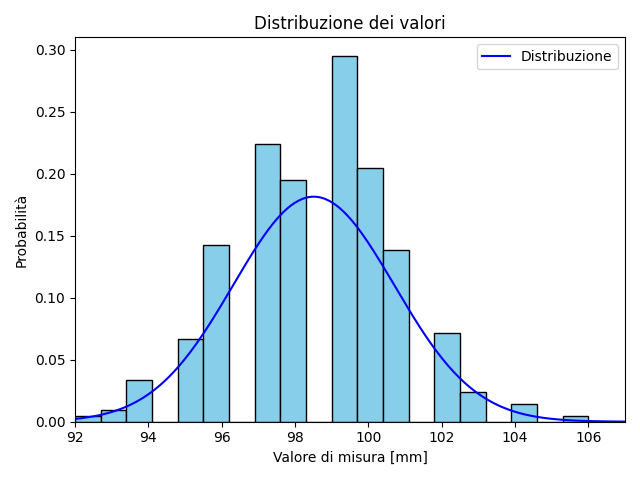 Distribuzione dei valori
Distribuzione
Probabilità
0.30
0.25
0.20
0.15
0.10
0.05
0.00
92 94 96 98 100 102 104 106
Valore di misura [mm]